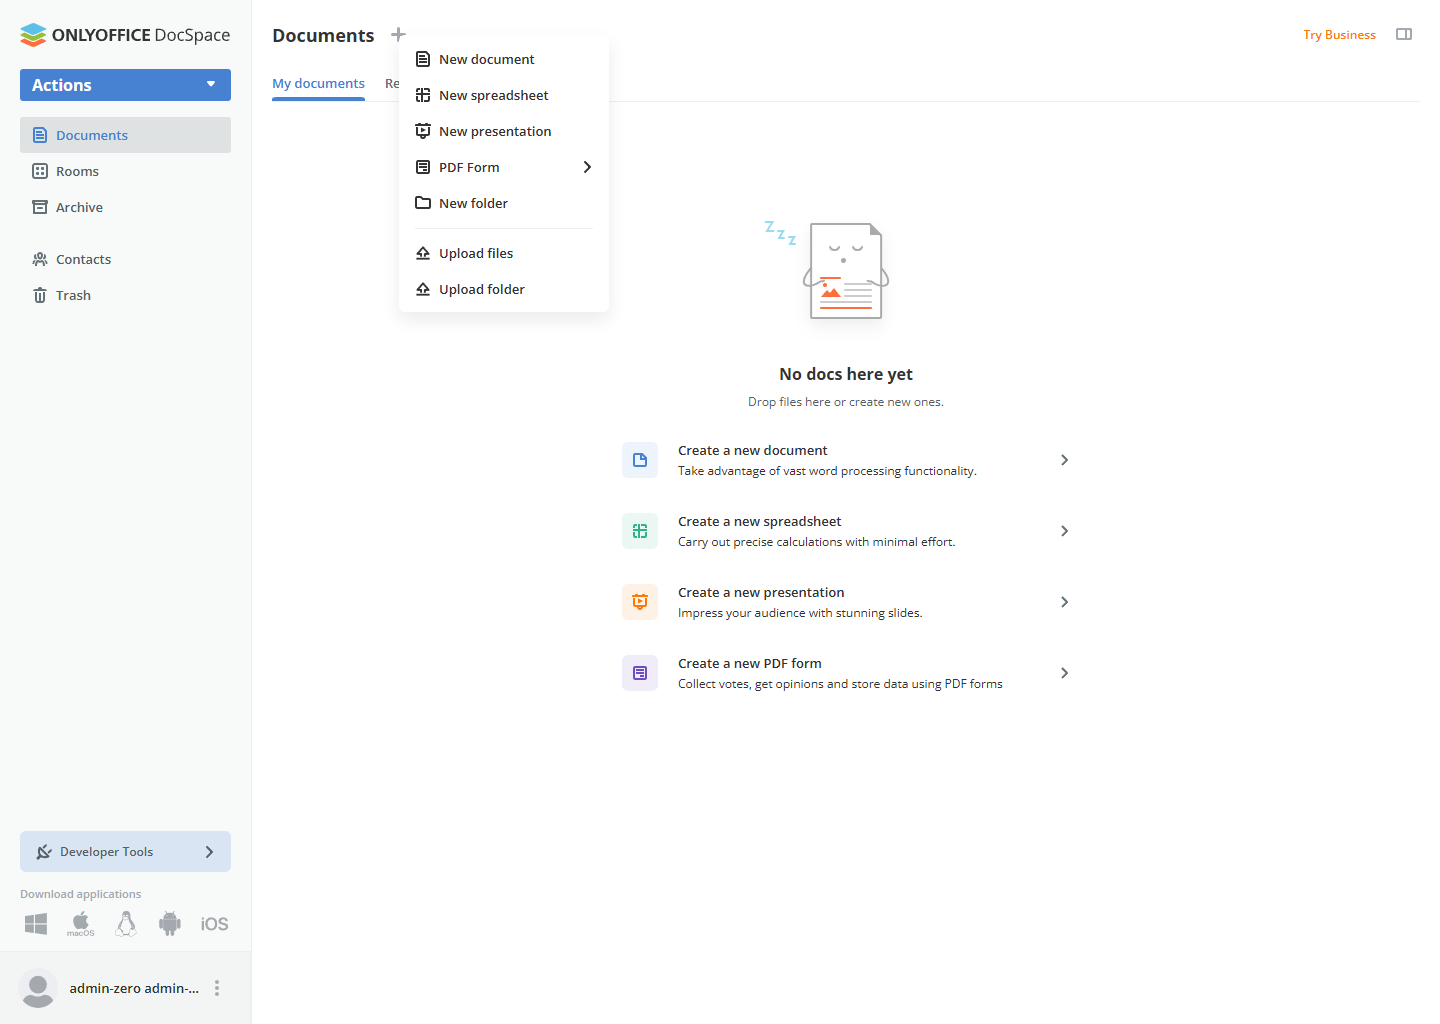 ONLYOFFICE DocSpace
Actions
Documents
Rooms
Archive
Contacts
Trash
Developer Tools
Download applications
macOS
iOS
admin-zero admin-...
Documents
Try Business
My documents
Re
New document
New spreadsheet
New presentation
PDF Form
New folder
Upload files
Upload folder
z z z
No docs here yet
Drop files here or create new ones.
Create a new document
Take advantage of vast word processing functionality.
Create a new spreadsheet
Carry out precise calculations with minimal effort.
Create a new presentation
Impress your audience with stunning slides.
Create a new PDF form
Collect votes, get opinions and store data using PDF forms